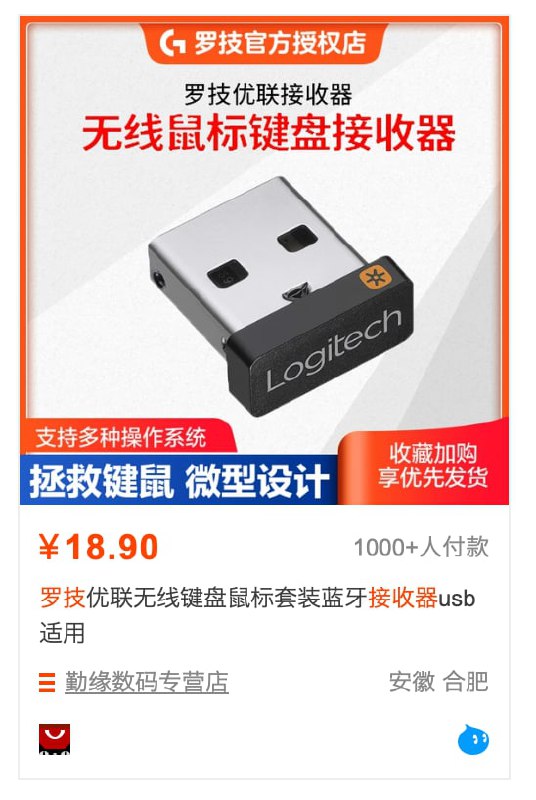 罗技官方授权店
罗技优联接收器
无线鼠标键盘接收器
Logitech
支持多种操作系统
拯救键鼠 微型设计
收藏加购
享优先发货
¥18.90
1000+人付款
罗技优联无线键盘鼠标套装蓝牙接收器usb
适用
勤缘数码专营店
安徽 合肥